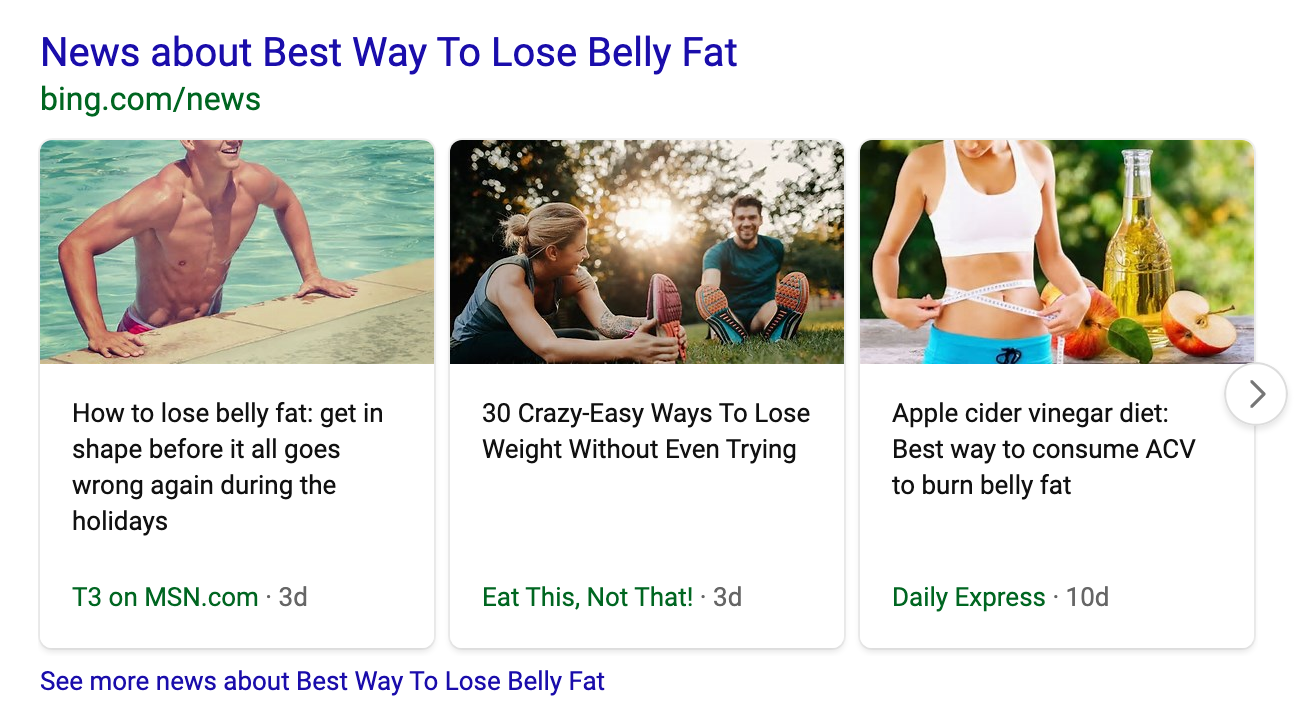 News about Best Way To Lose Belly Fat
bing.com/news
How to lose belly fat: get in
shape before it all goes
wrong again during the
holidays
T3 on MSN.com · 3d
30 Crazy-Easy Ways To Lose
Weight Without Even Trying
Eat This, Not That! · 3d
Apple cider vinegar diet:
Best way to consume ACV
to burn belly fat
Daily Express · 10d
See more news about Best Way To Lose Belly Fat